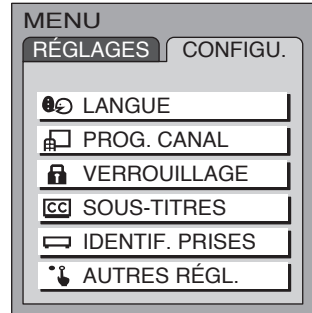 MENU
RÉGLAGES CONFIGU.
LANGUE
PROG. CANAL
VERROUILLAGE
CC SOUS-TITRES
IDENTIF. PRISES
AUTRES RÉGL.